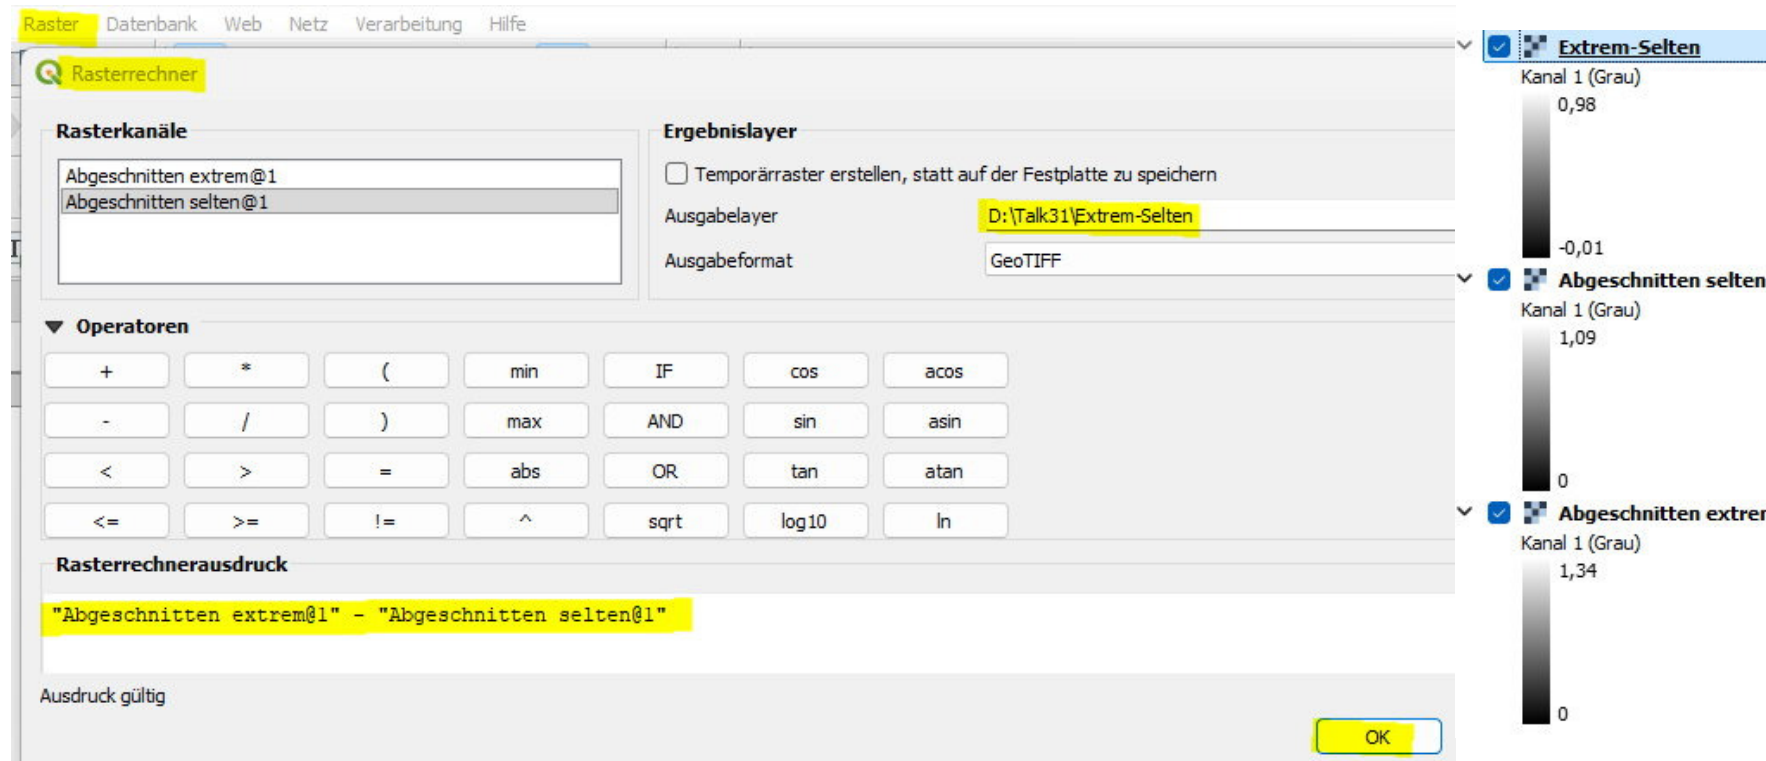 Raster Datenbank Web Netz Verarbeitung Hilfe
Rasterrechner
Rasterkanäle
Abgeschnitten extrem@1
Abgeschnitten selten@1
Ergebnislayer
Temporärraster erstellen, statt auf der Festplatte zu speichern
Ausgabelayer D:\Talk31\Extrem-Selten
Ausgabeformat GeoTIFF
Operatoren
+ * ( min IF cos acos
- / ) max AND sin asin
< > = abs OR tan atan
<= >= != ^ sqrt log10 ln
Rasterrechnerausdruck
"Abgeschnitten extrem@1" - "Abgeschnitten selten@1"
Ausdruck gültig
OK
Extrem-Selten
Kanal 1 (Grau)
0,98
-0,01
Abgeschnitten selten
Kanal 1 (Grau)
1,09
0
Abgeschnitten extrem
Kanal 1 (Grau)
1,34
0